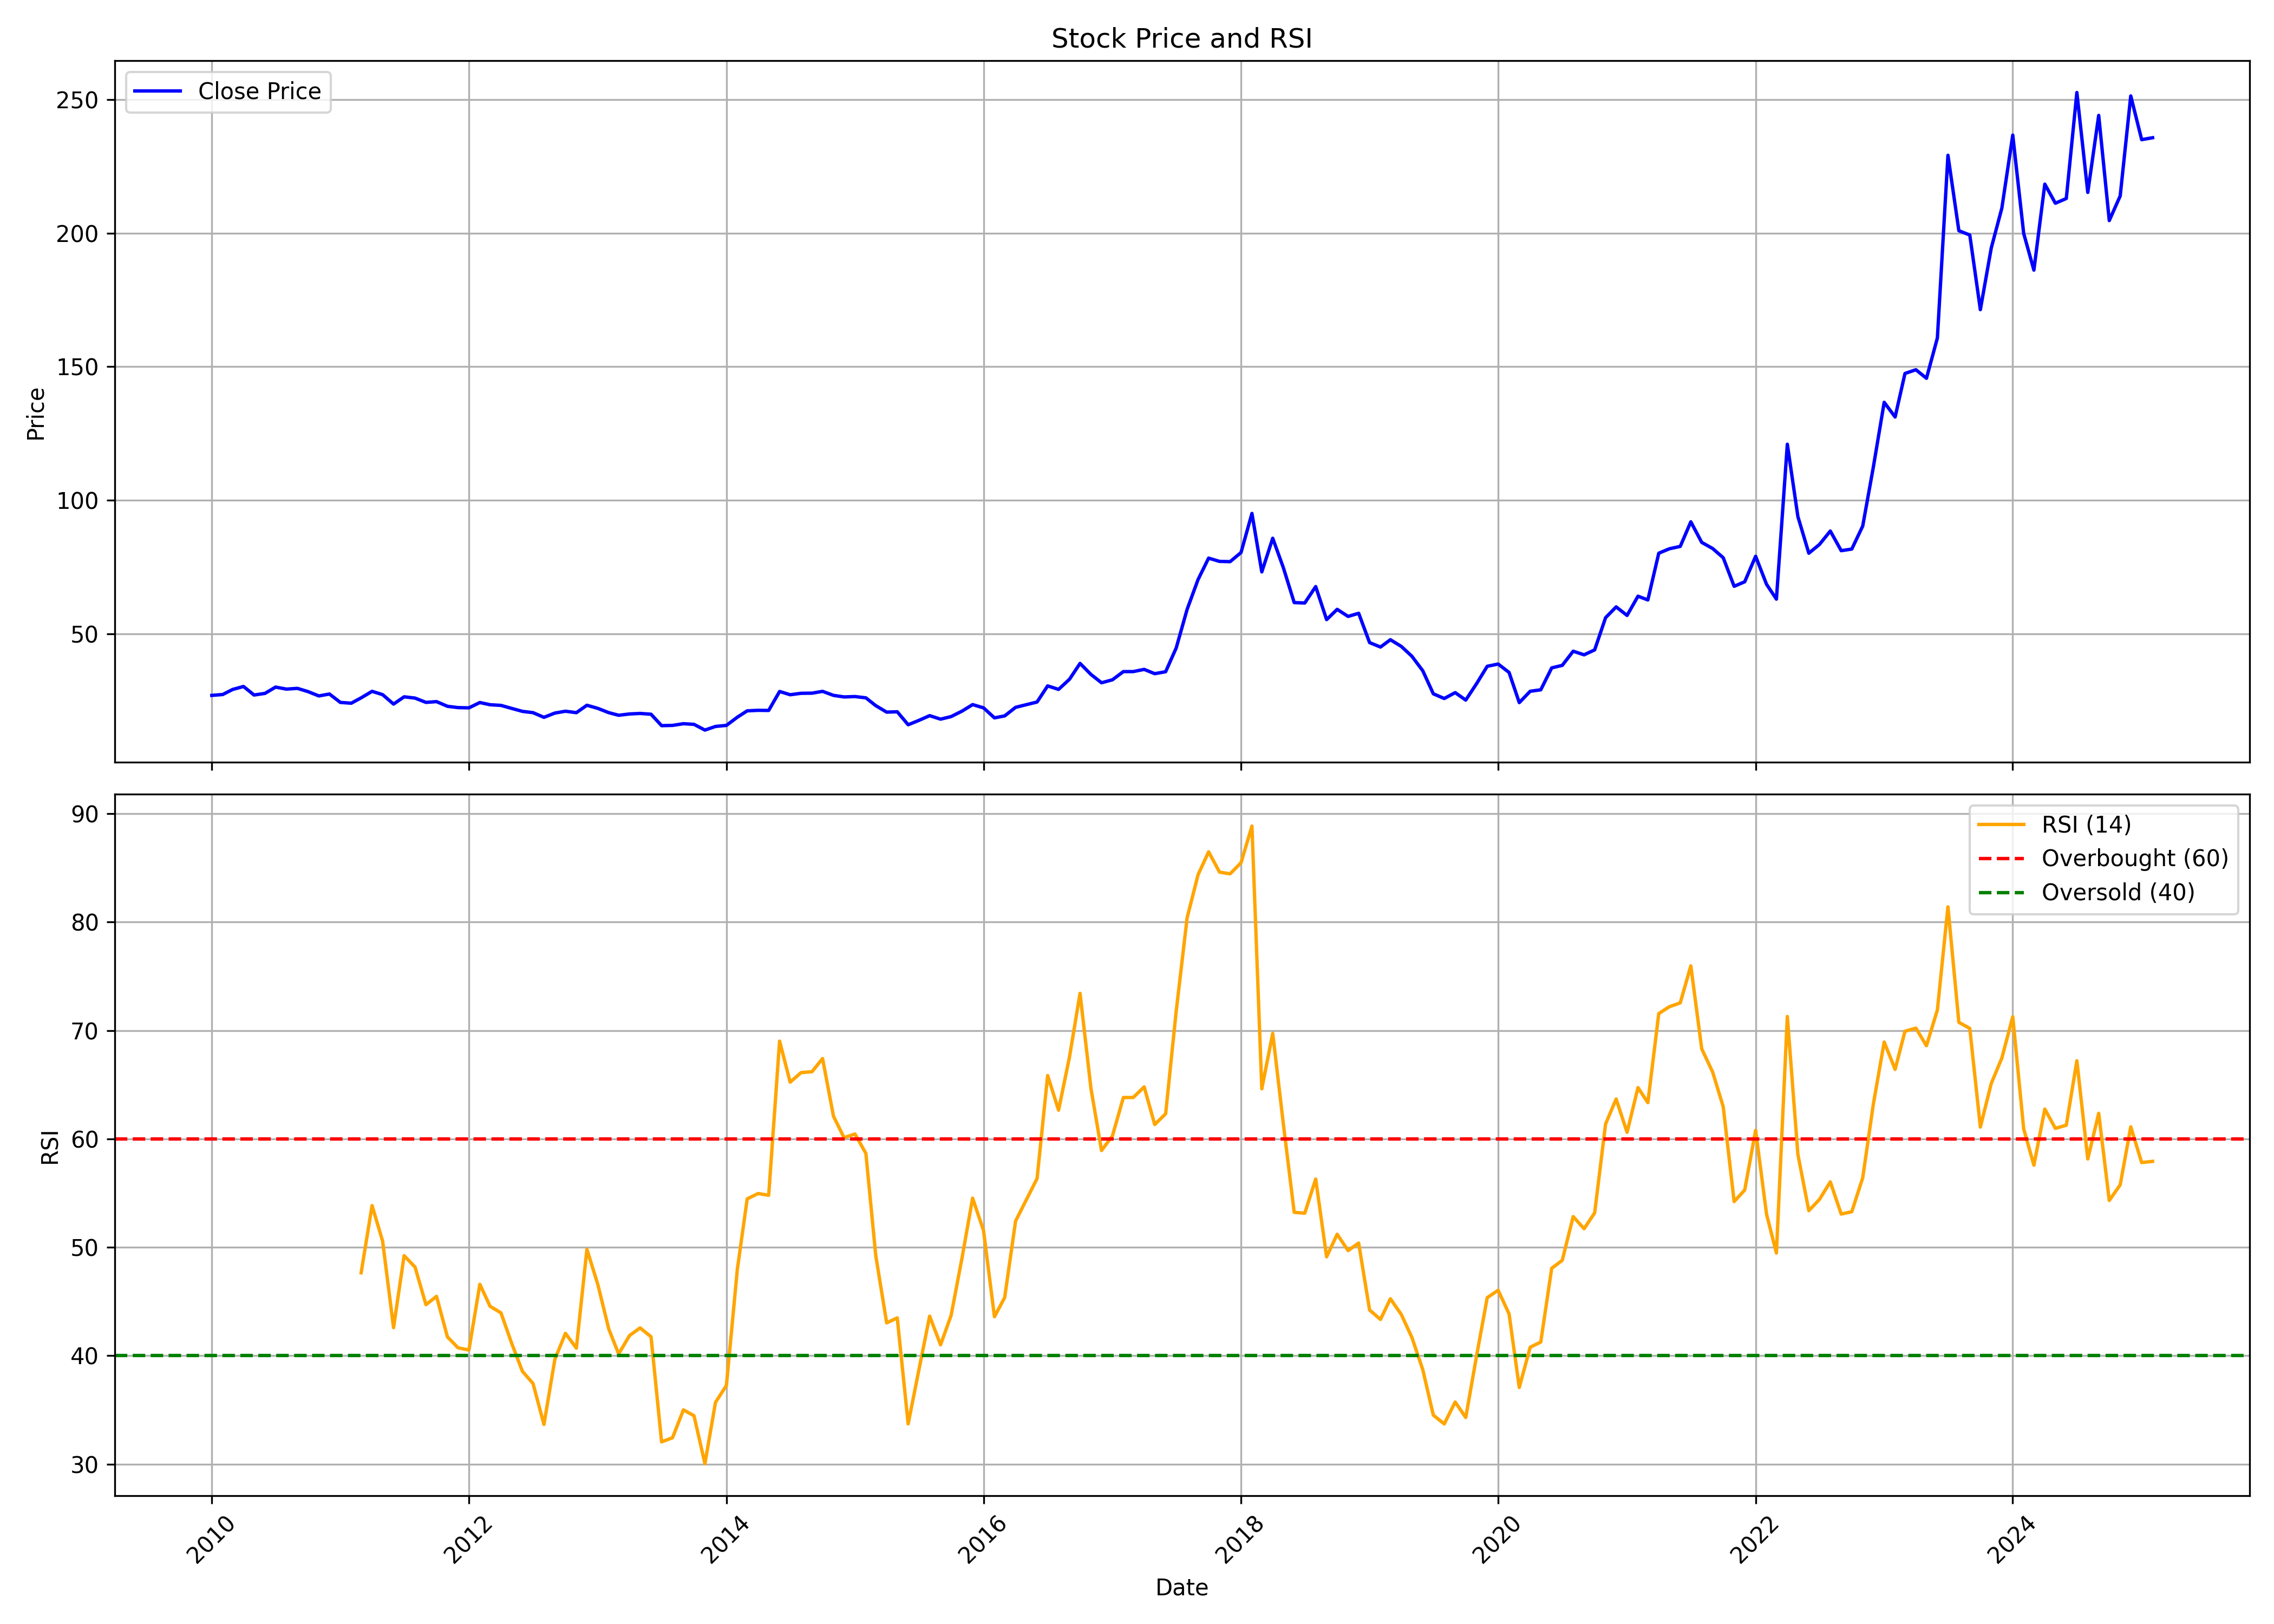 Stock Price and RSI
Close Price
250
200
150
100
50
Price
90
80
70
60
50
40
30
RSI
RSI (14)
Overbought (60)
Oversold (40)
2010
2012
2014
2016
2018
2020
2022
2024
Date